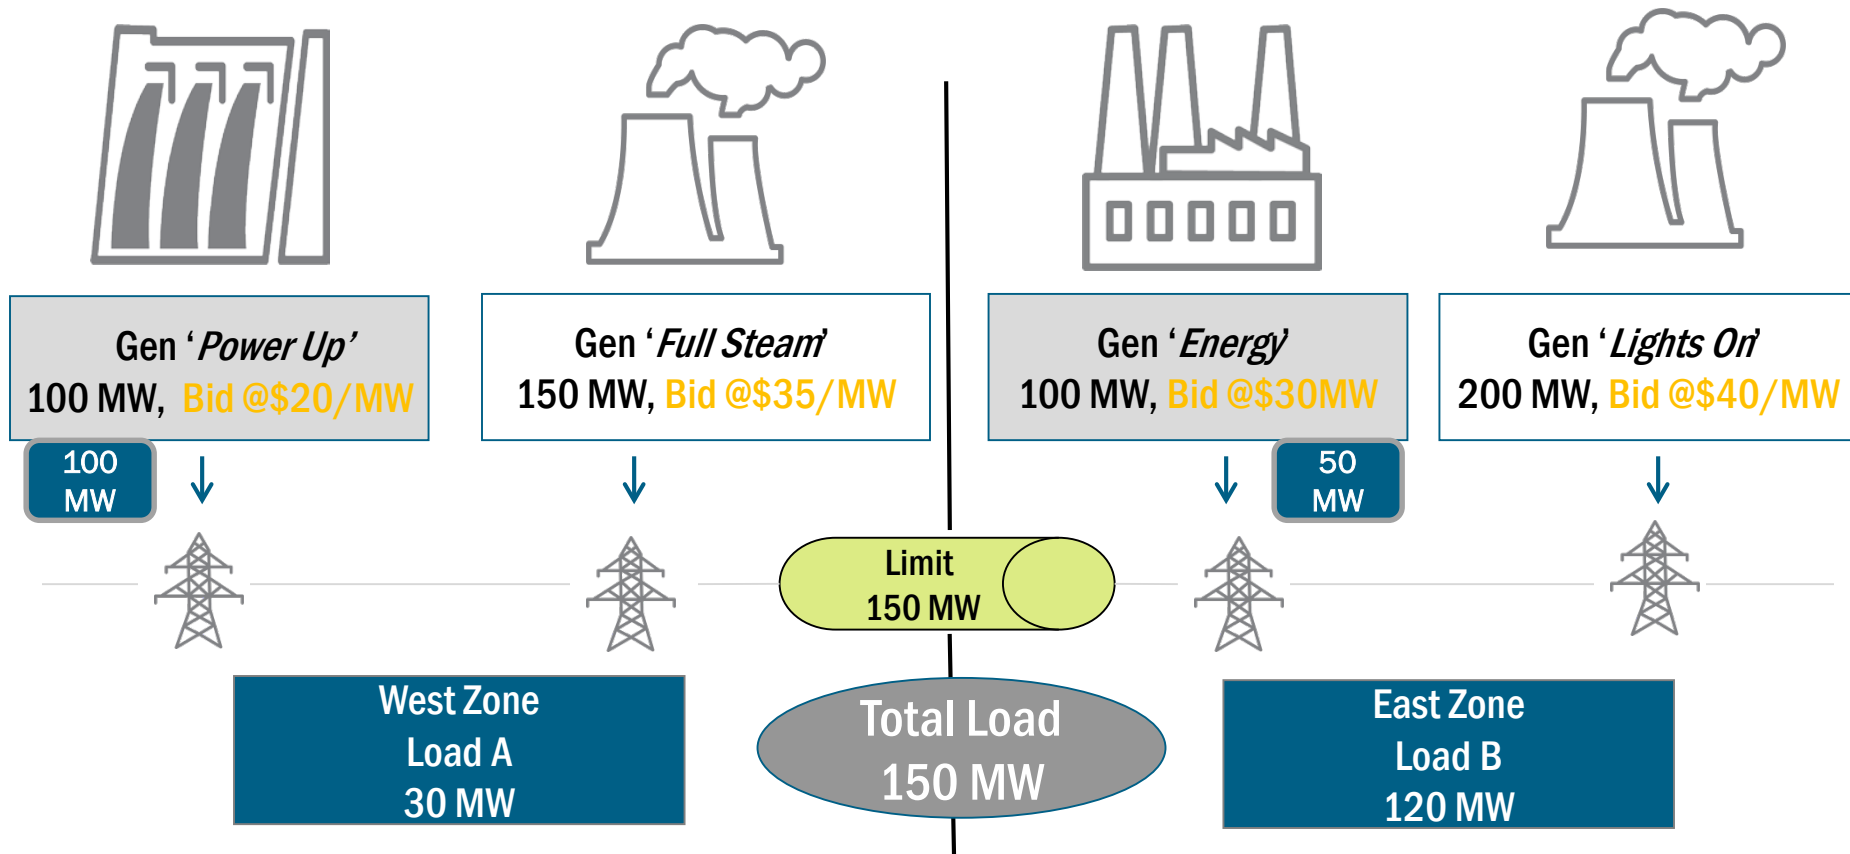 Gen ‘Power Up’
100 MW, Bid @$20/MW
Gen ‘Full Steam’
150 MW, Bid @$35/MW
Gen ‘Energy’
100 MW, Bid @$30MW
Gen ‘Lights On’
200 MW, Bid @$40/MW
100
MW
50
MW
Limit
150 MW
West Zone
Load A
30 MW
Total Load
150 MW
East Zone
Load B
120 MW